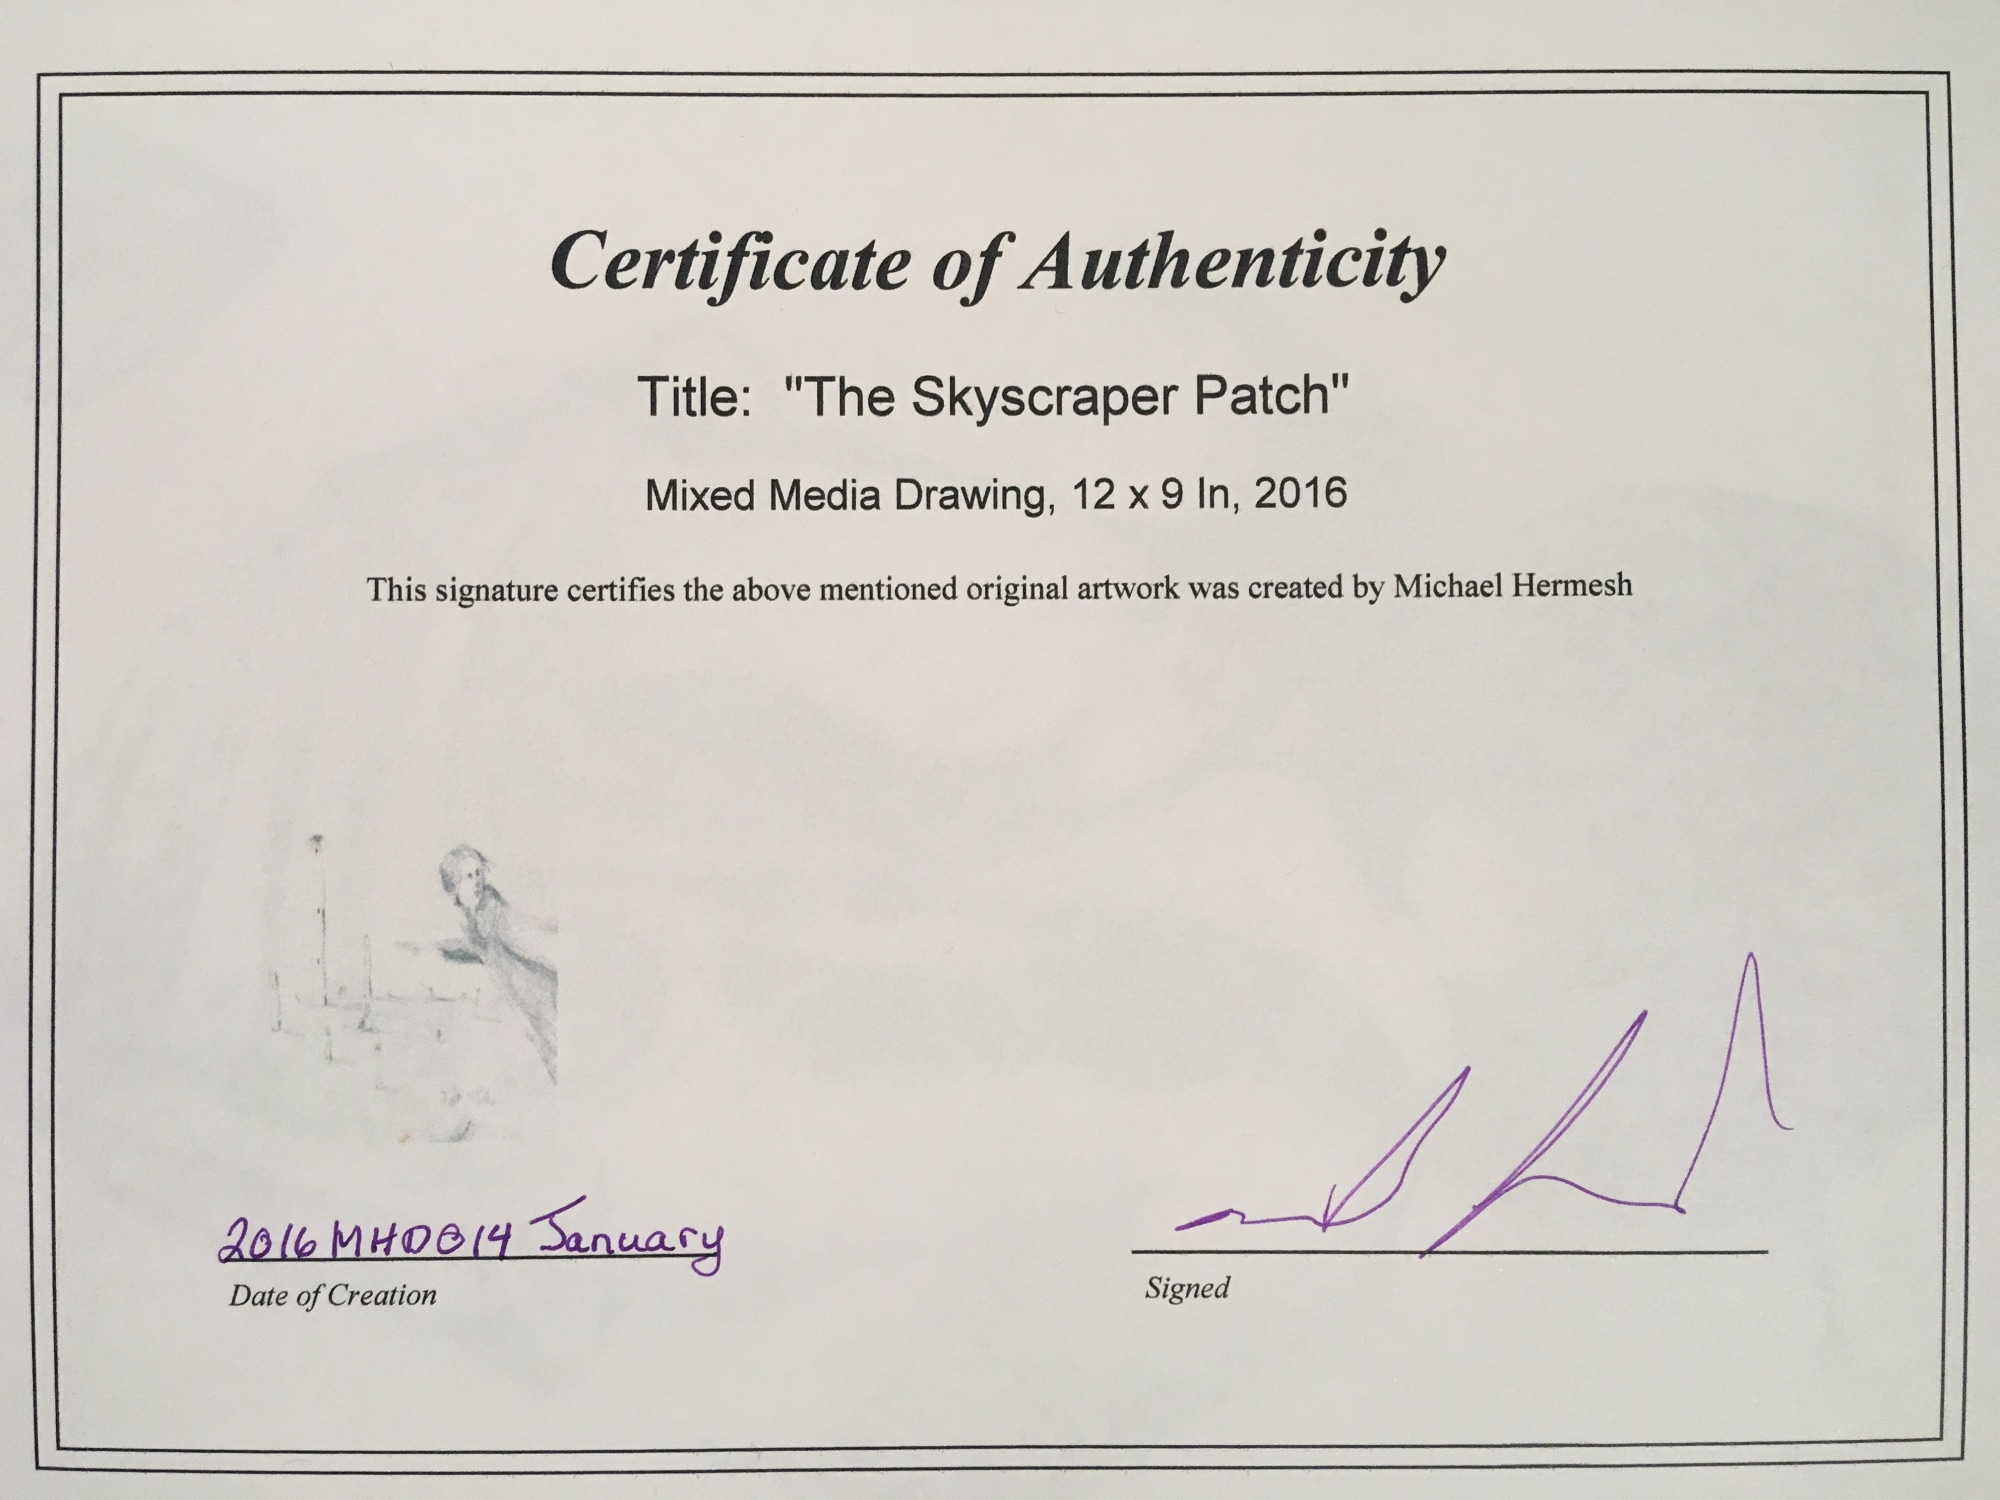 Certificate of Authenticity
Title: "The Skyscraper Patch"
Mixed Media Drawing, 12 x 9 In, 2016
This signature certifies the above mentioned original artwork was created by Michael Hermesh
2016MHD014 January
Date of Creation
Signed